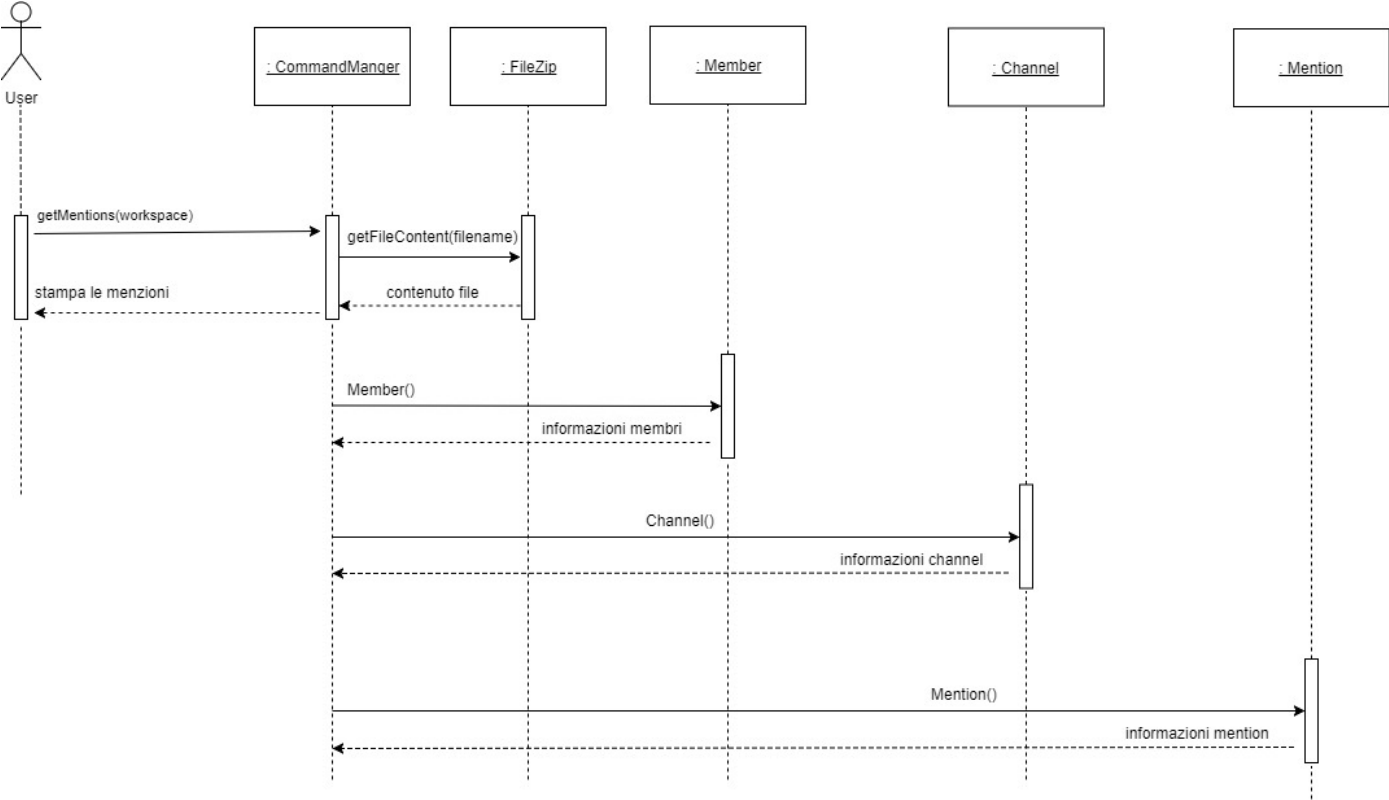 User
: CommandManger
: FileZip
: Member
: Channel
: Mention
getMentions(workspace)
getFileContent(filename)
stampa le menzioni
contenuto file
Member()
informazioni membri
Channel()
informazioni channel
Mention()
informazioni mention